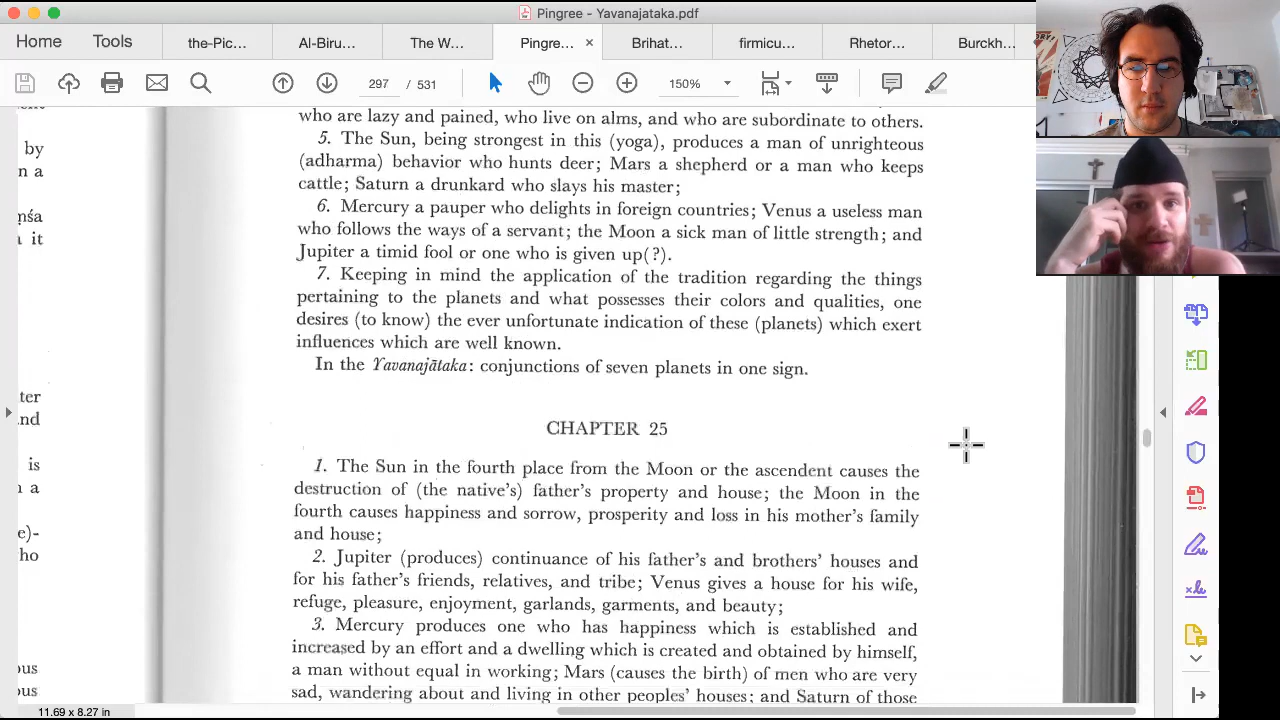 Pingree - Yavanajataka.pdf
Home Tools the-Pic... Al-Biru... The W... Pingre... × Brihat... firmicu... Rhetor... Burckh...
297 / 531 150%
who are lazy and pained, who live on alms, and who are subordinate to others.
5. The Sun, being strongest in this (yoga), produces a man of unrighteous
(adharma) behavior who hunts deer; Mars a shepherd or a man who keeps
cattle; Saturn a drunkard who slays his master;
6. Mercury a pauper who delights in foreign countries; Venus a useless man
who follows the ways of a servant; the Moon a sick man of little strength; and
Jupiter a timid fool or one who is given up(?).
7. Keeping in mind the application of the tradition regarding the things
pertaining to the planets and what possesses their colors and qualities, one
desires (to know) the ever unfortunate indication of these (planets) which exert
influences which are well known.
In the Yavanajātaka: conjunctions of seven planets in one sign.
CHAPTER 25
1. The Sun in the fourth place from the Moon or the ascendent causes the
destruction of (the native's) father's property and house; the Moon in the
fourth causes happiness and sorrow, prosperity and loss in his mother's family
and house;
2. Jupiter (produces) continuance of his father's and brothers' houses and
for his father's friends, relatives, and tribe; Venus gives a house for his wife,
refuge, pleasure, enjoyment, garlands, garments, and beauty;
3. Mercury produces one who has happiness which is established and
increased by an effort and a dwelling which is created and obtained by himself,
a man without equal in working; Mars (causes the birth) of men who are very
sad, wandering about and living in other peoples' houses; and Saturn of those
by
n a
ṃśa
it
ter
nd
is
a
e)-
ho
ous
ous
11.69 x 8.27 in